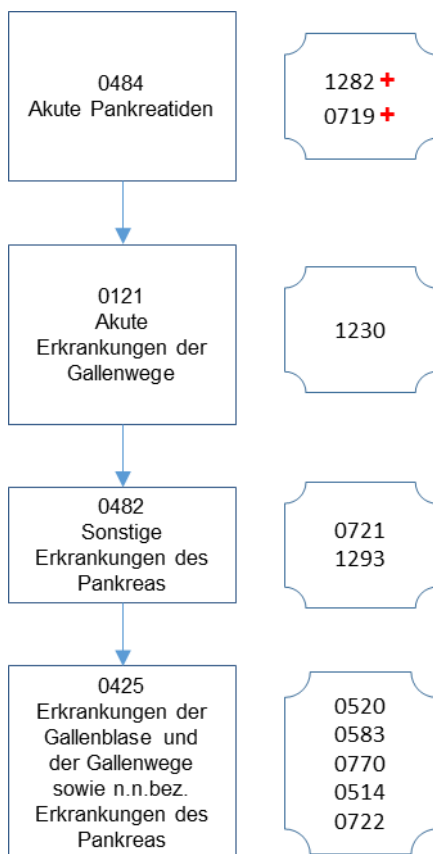 0484
Akute Pankreatiden
1282 +
0719 +
0121
Akute
Erkrankungen der
Gallenwege
1230
0482
Sonstige
Erkrankungen des
Pankreas
0721
1293
0425
Erkrankungen der
Gallenblase und
der Gallenwege
sowie n.n.bez.
Erkrankungen des
Pankreas
0520
0583
0770
0514
0722